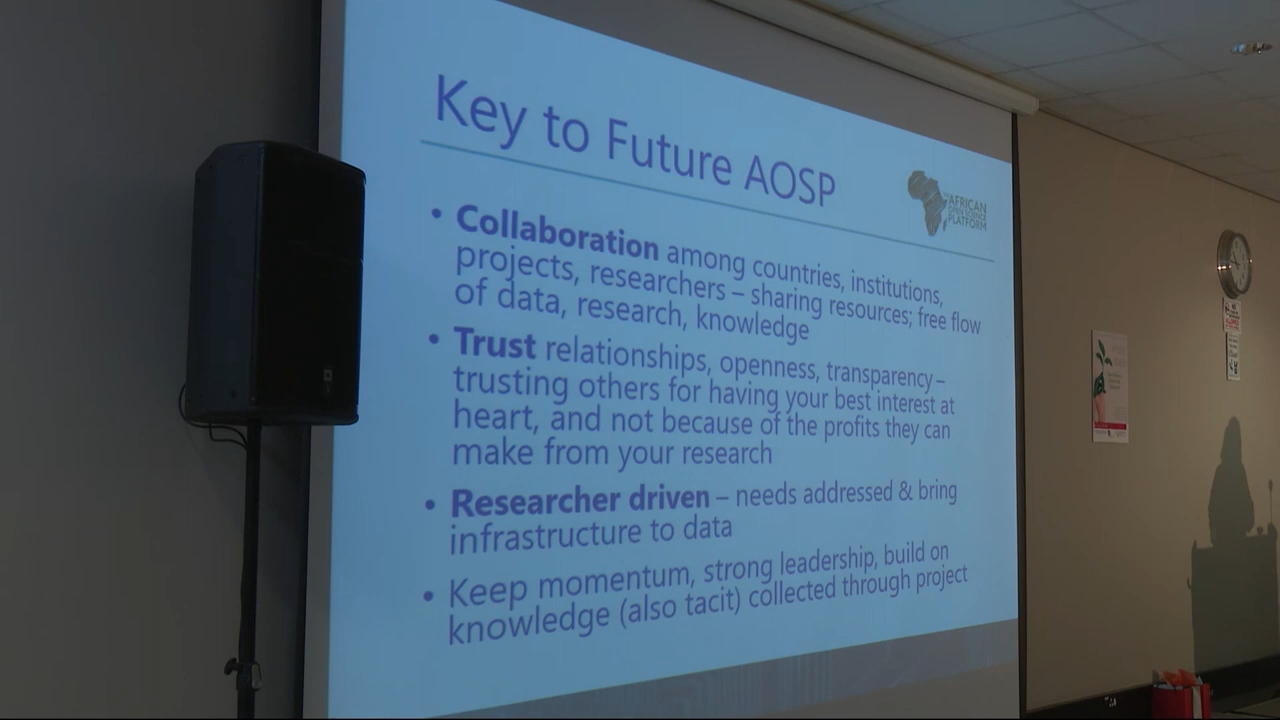 Key to Future AOSP
AFRICAN
OPEN SCIENCE
PLATFORM
• Collaboration among countries, institutions,
projects, researchers – sharing resources; free flow
of data, research, knowledge
• Trust relationships, openness, transparency –
trusting others for having your best interest at
heart, and not because of the profits they can
make from your research
• Researcher driven – needs addressed & bring
infrastructure to data
• Keep momentum, strong leadership, build on
knowledge (also tacit) collected through project